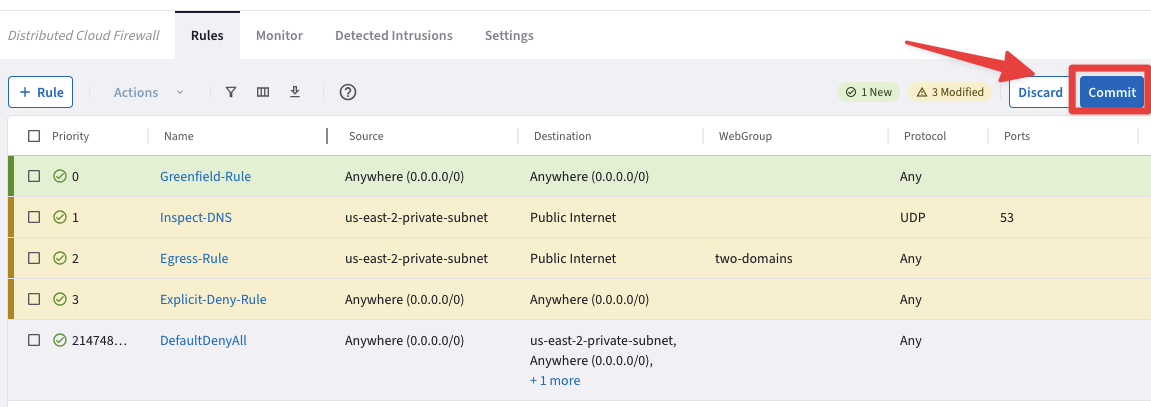 Distributed Cloud Firewall Rules Monitor Detected Intrusions Settings
+ Rule Actions ? 1 New 3 Modified Discard Commit
Priority Name Source Destination WebGroup Protocol Ports
0 Greenfield-Rule Anywhere (0.0.0.0/0) Anywhere (0.0.0.0/0) Any
1 Inspect-DNS us-east-2-private-subnet Public Internet UDP 53
2 Egress-Rule us-east-2-private-subnet Public Internet two-domains Any
3 Explicit-Deny-Rule Anywhere (0.0.0.0/0) Anywhere (0.0.0.0/0) Any
214748... DefaultDenyAll Anywhere (0.0.0.0/0) us-east-2-private-subnet, Any
Anywhere (0.0.0.0/0),
+ 1 more